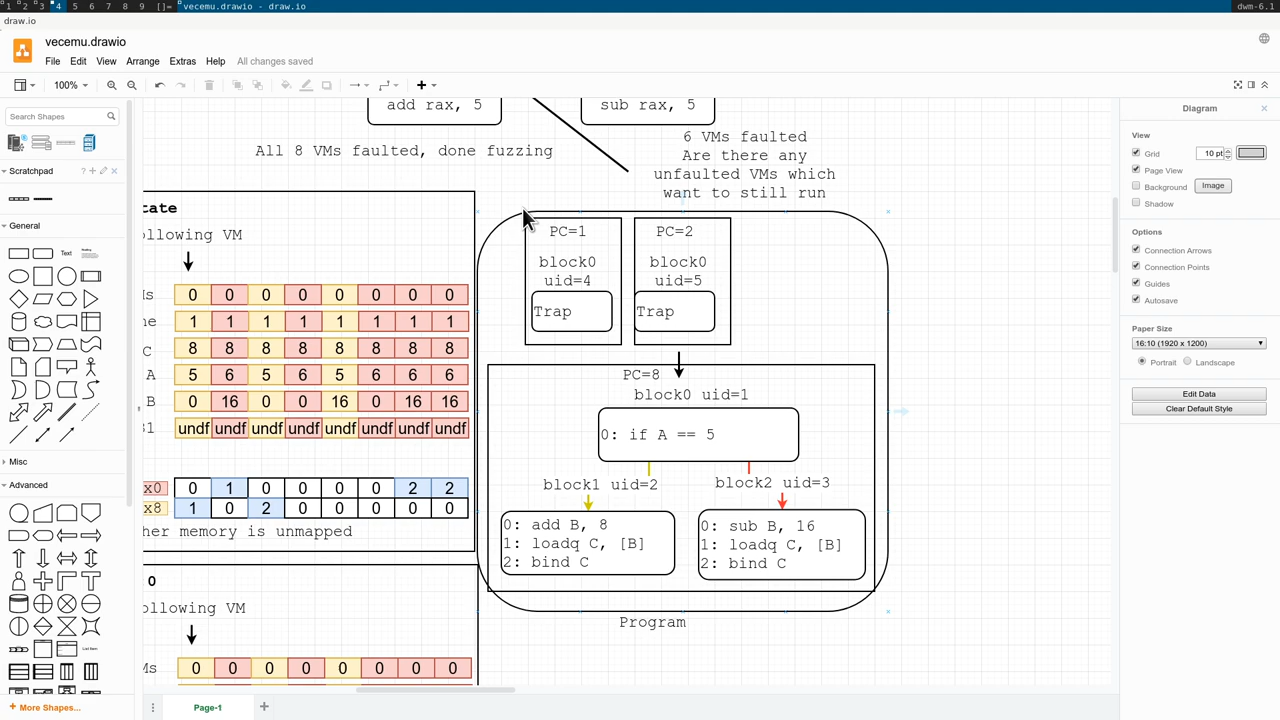 1 2 3 4 5 6 7 8 9 []= vecemu.drawio - draw.io dwm-6.1
draw.io
vecemu.drawio
File Edit View Arrange Extras Help All changes saved
100%
Search Shapes
Scratchpad
General
Text
Heading
Misc
Advanced
List Item
+ More Shapes...
add rax, 5
sub rax, 5
All 8 VMs faulted, done fuzzing
6 VMs faulted
Are there any
unfaulted VMs which
want to still run
tate
ollowing VM
Ms 0 0 0 0 0 0 0 0
ne 1 1 1 1 1 1 1 1
C 8 8 8 8 8 8 8 8
A 5 6 5 6 5 6 6 6
B 0 16 0 0 16 0 16 16
B1 undf undf undf undf undf undf undf undf
x0 0 1 0 0 0 0 2 2
x8 1 0 2 0 0 0 0 0
her memory is unmapped
0
ollowing VM
Ms 0 0 0 0 0 0 0 0
PC=1
block0
uid=4
Trap
PC=2
block0
uid=5
Trap
PC=8
block0 uid=1
0: if A == 5
block1 uid=2
block2 uid=3
0: add B, 8
1: loadq C, [B]
2: bind C
0: sub B, 16
1: loadq C, [B]
2: bind C
Program
Page-1
Diagram
View
Grid 10 pt
Page View
Background Image
Shadow
Options
Connection Arrows
Connection Points
Guides
Autosave
Paper Size
16:10 (1920 x 1200)
Portrait Landscape
Edit Data
Clear Default Style